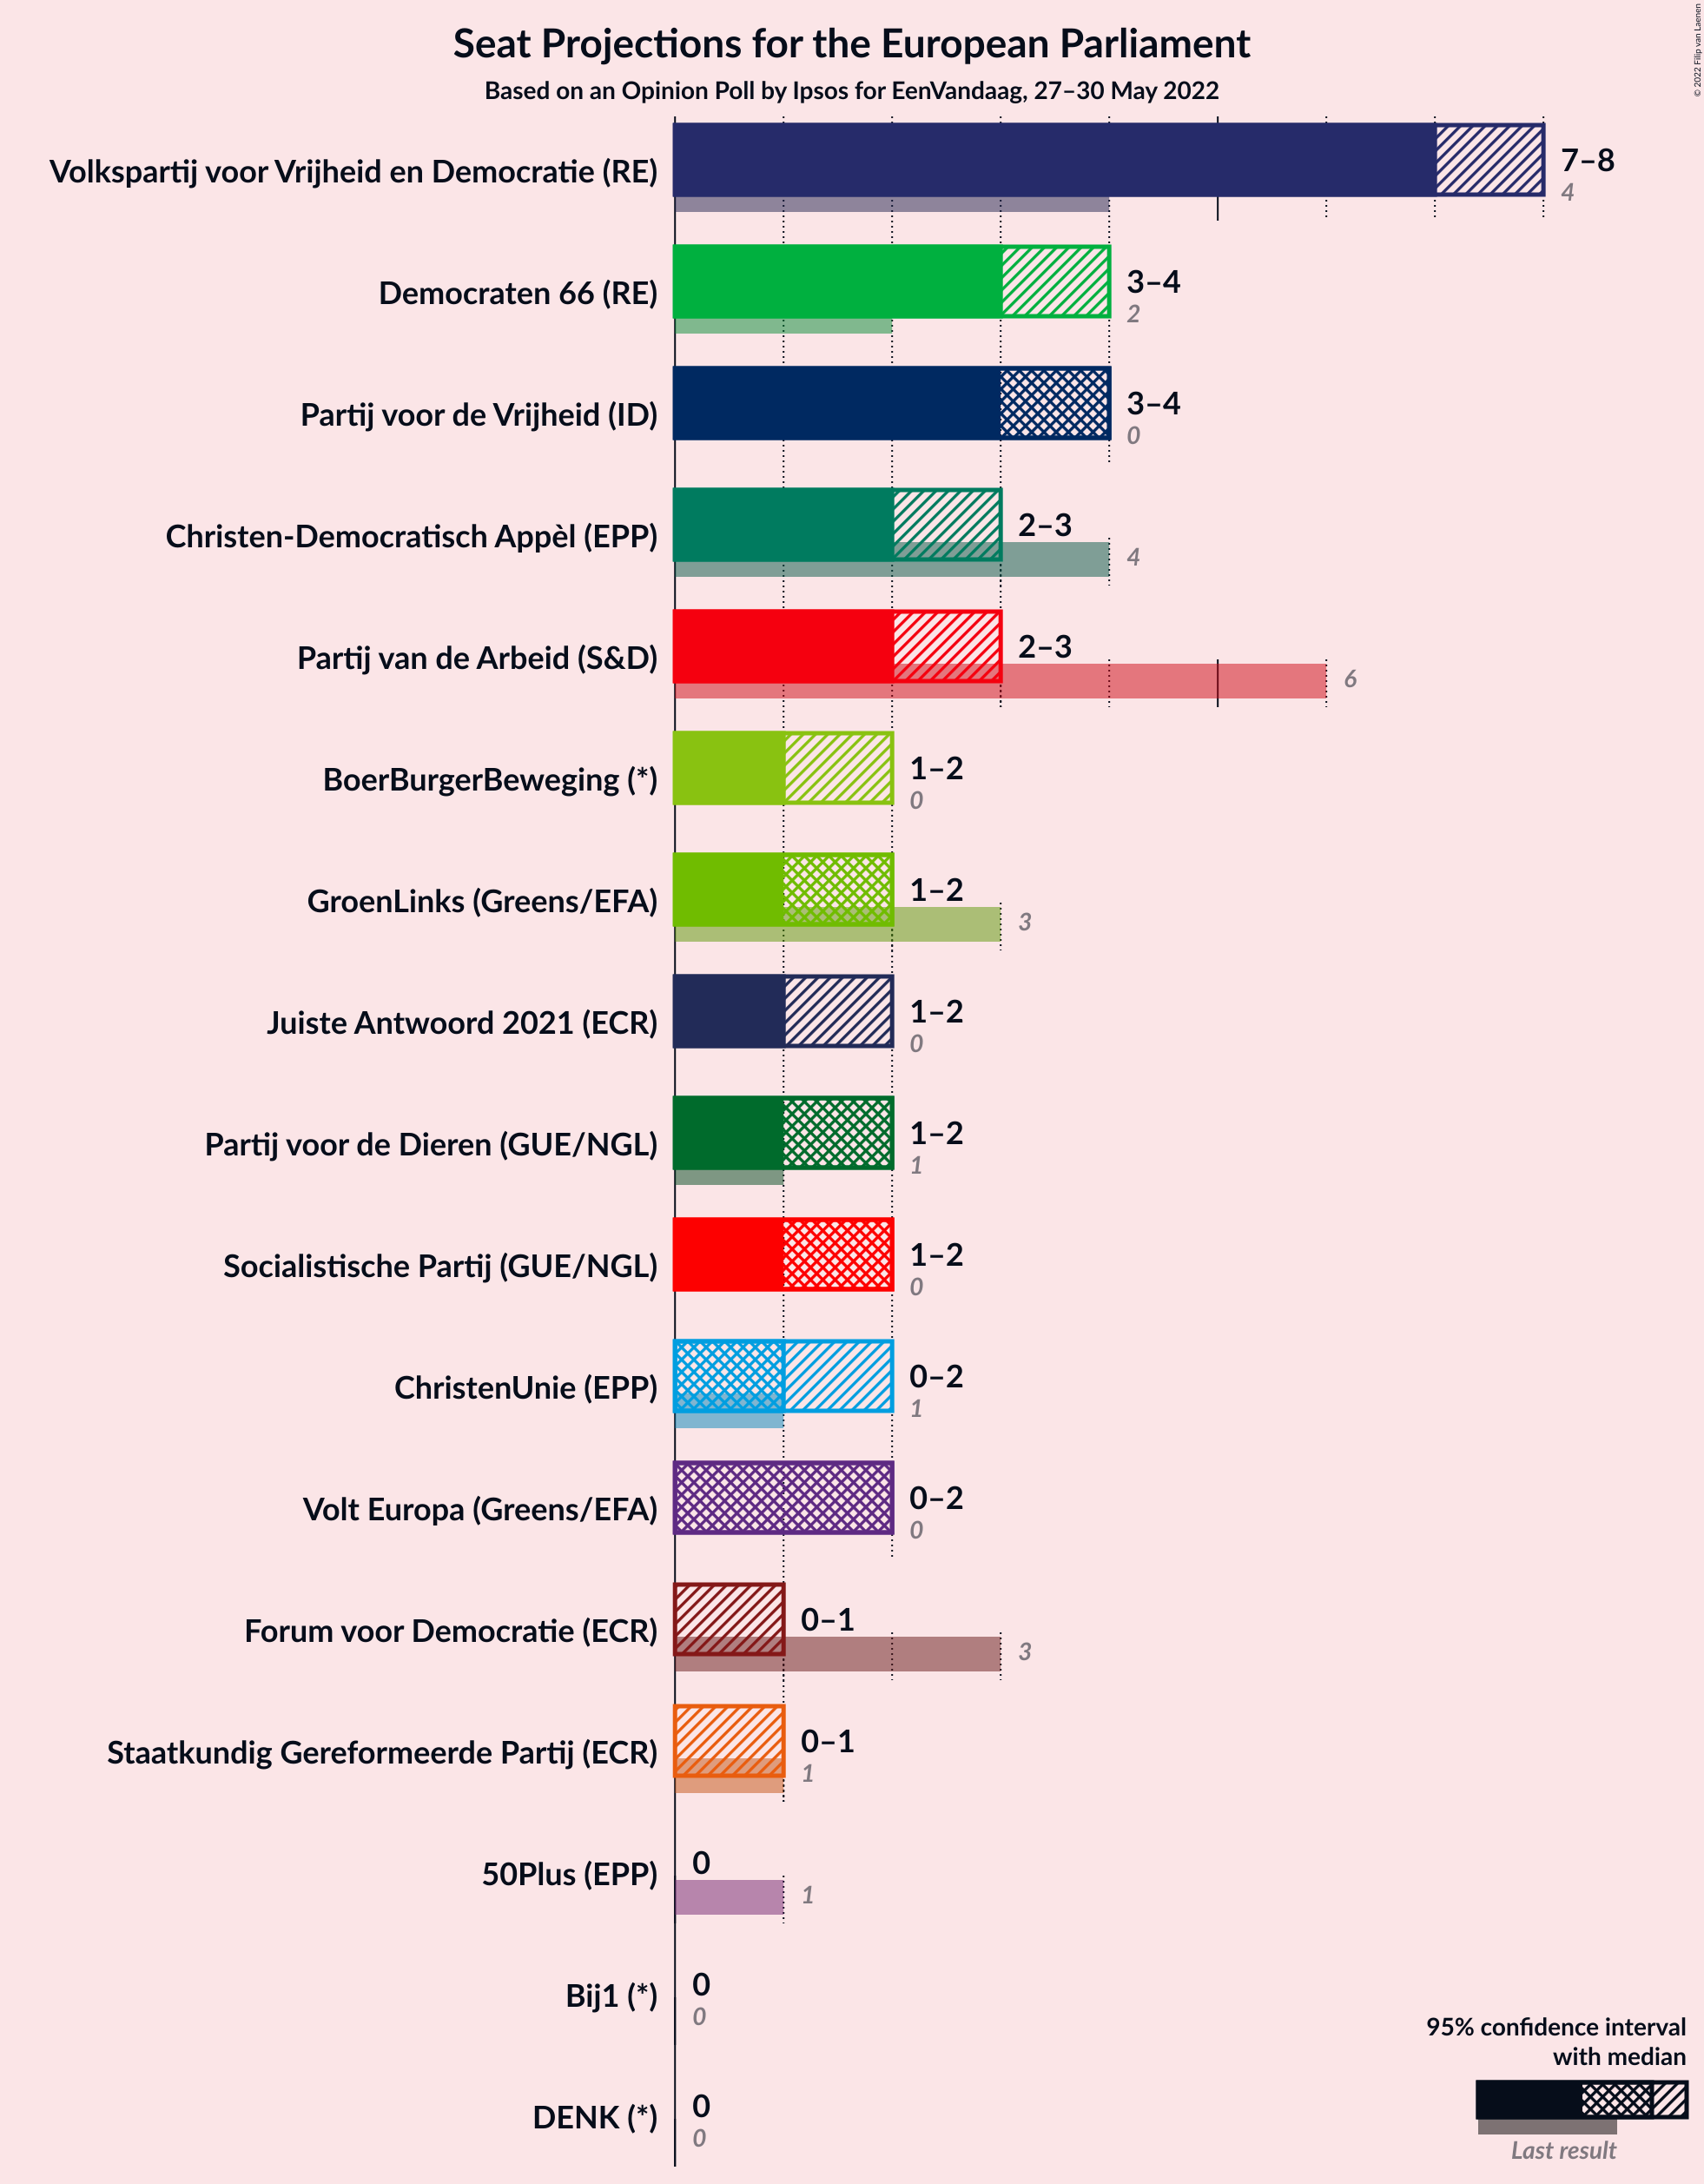 Seat Projections for the European Parliament
Based on an Opinion Poll by Ipsos for EenVandaag, 27–30 May 2022
© 2022 Filip van Laenen
Volkspartij voor Vrijheid en Democratie (RE)
7–8
4
Democraten 66 (RE)
3–4
2
Partij voor de Vrijheid (ID)
3–4
0
Christen-Democratisch Appèl (EPP)
2–3
4
Partij van de Arbeid (S&D)
2–3
6
BoerBurgerBeweging (*)
1–2
0
GroenLinks (Greens/EFA)
1–2
3
Juiste Antwoord 2021 (ECR)
1–2
0
Partij voor de Dieren (GUE/NGL)
1–2
1
Socialistische Partij (GUE/NGL)
1–2
0
ChristenUnie (EPP)
0–2
1
Volt Europa (Greens/EFA)
0–2
0
Forum voor Democratie (ECR)
0–1
3
Staatkundig Gereformeerde Partij (ECR)
0–1
1
50Plus (EPP)
0
1
Bij1 (*)
0
0
DENK (*)
0
0
95% confidence interval
with median
Last result